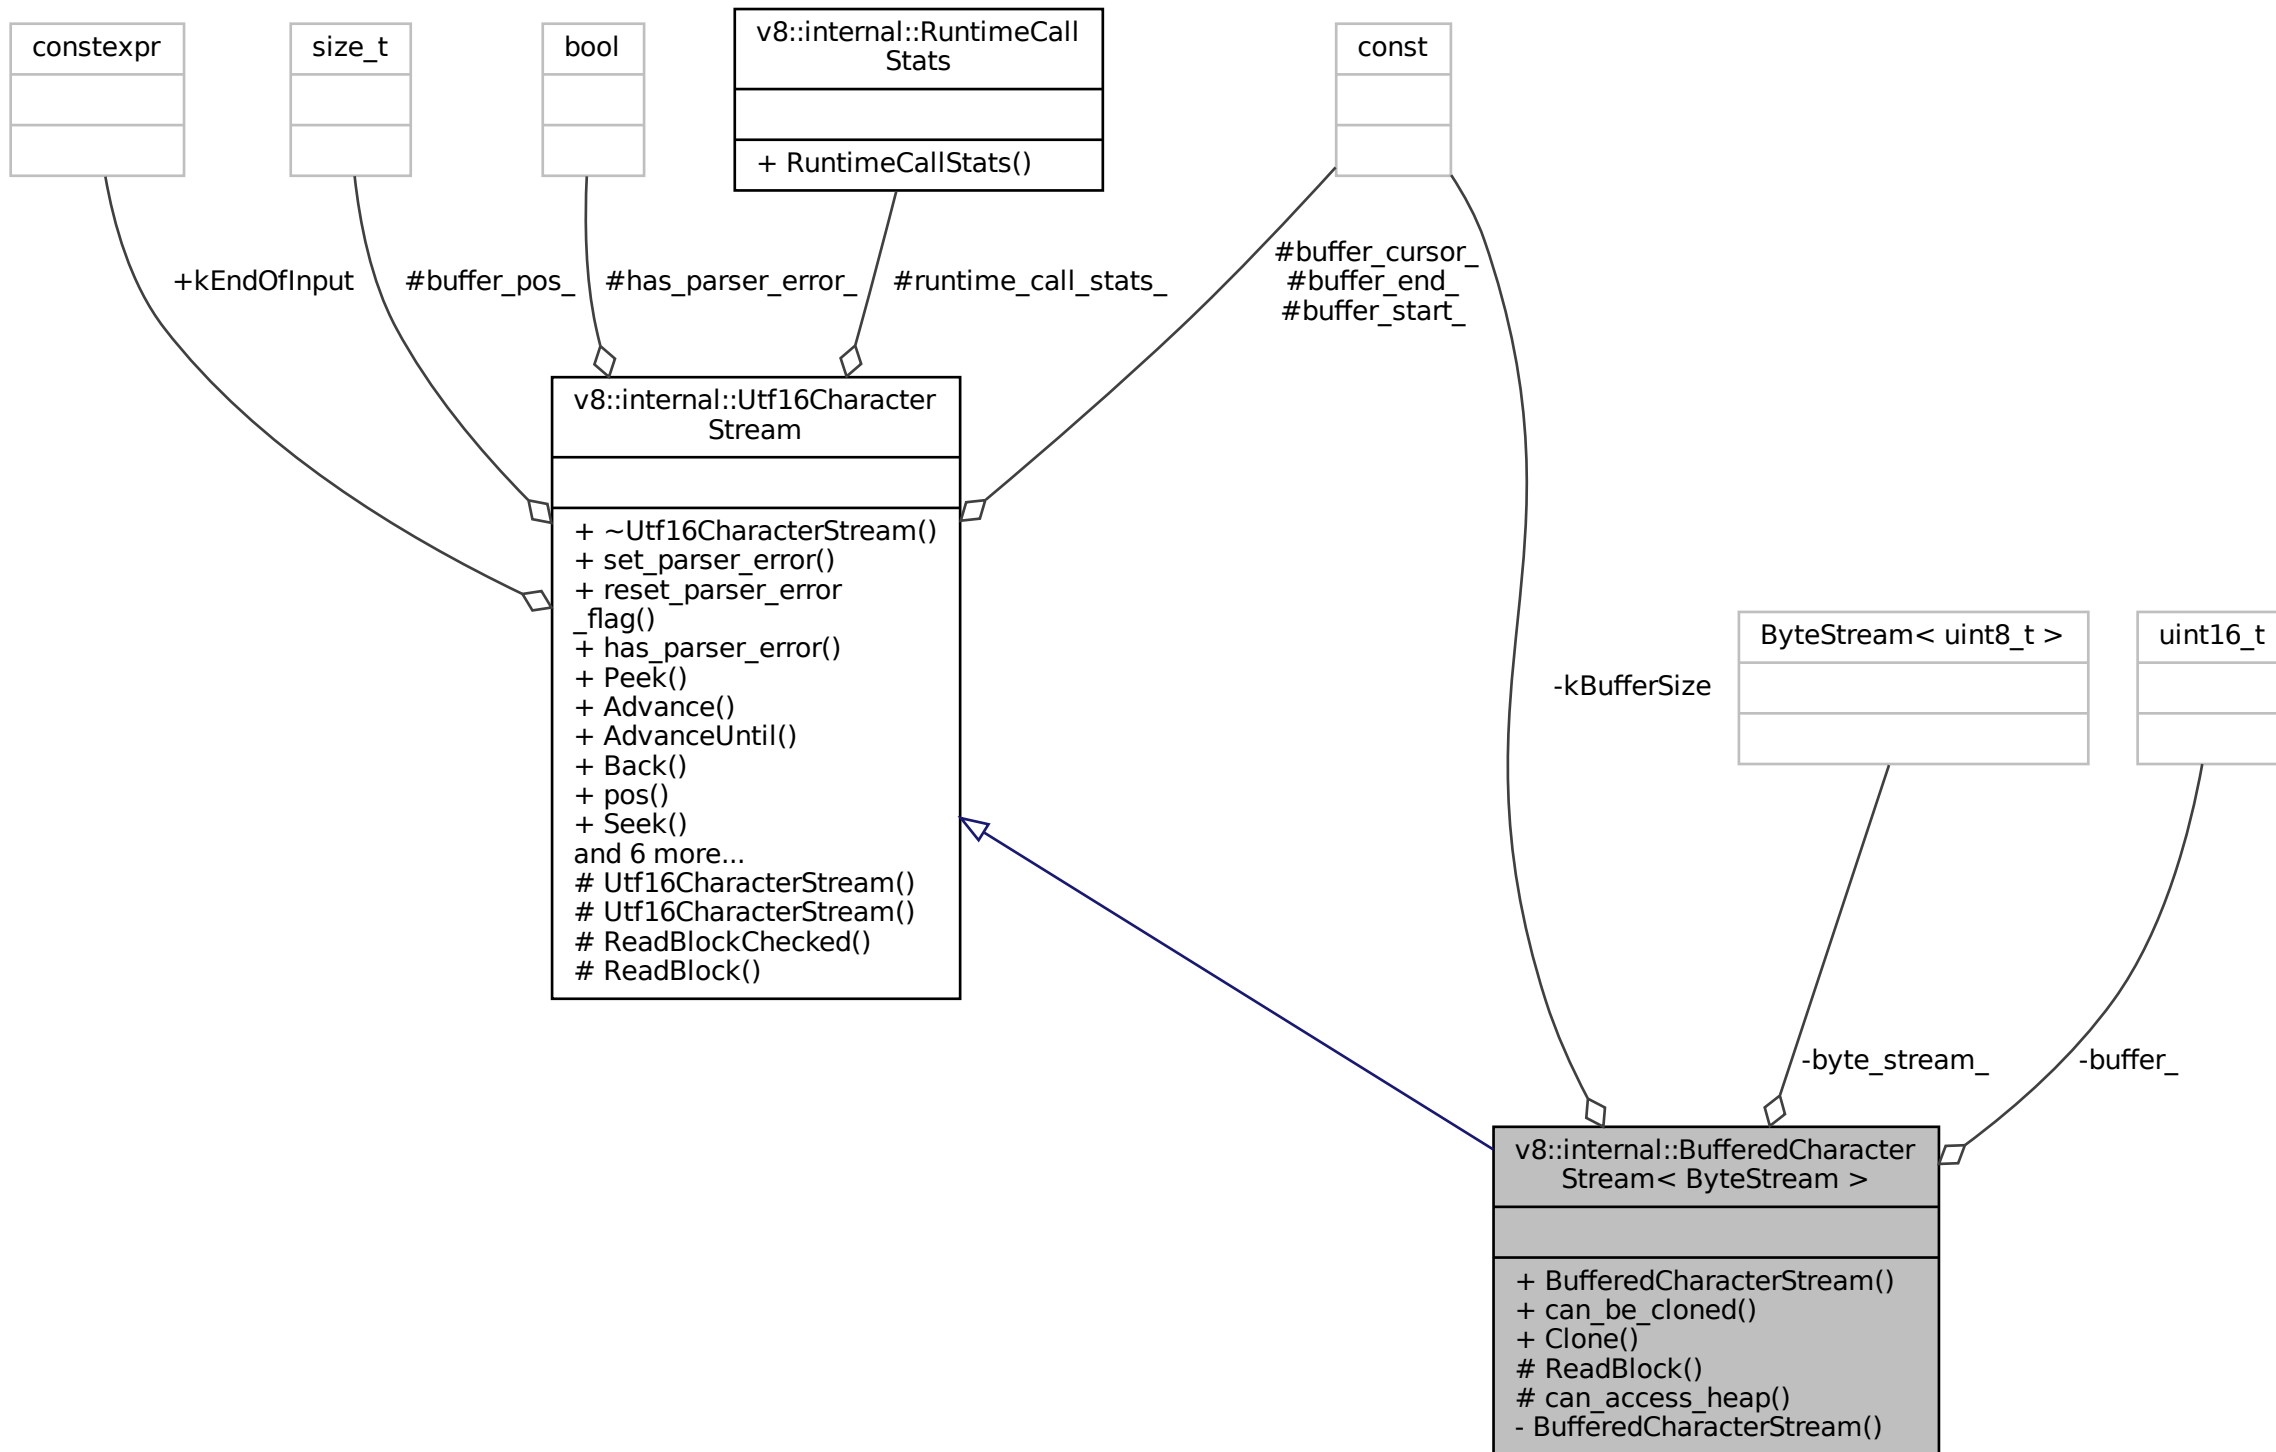 constexpr
size_t
bool
v8::internal::RuntimeCall
Stats
+ RuntimeCallStats()
const
+kEndOfInput
#buffer_pos_
#has_parser_error_
#runtime_call_stats_
#buffer_cursor_
#buffer_end_
#buffer_start_
v8::internal::Utf16Character
Stream
+ ~Utf16CharacterStream()
+ set_parser_error()
+ reset_parser_error
_flag()
+ has_parser_error()
+ Peek()
+ Advance()
+ AdvanceUntil()
+ Back()
+ pos()
+ Seek()
and 6 more...
# Utf16CharacterStream()
# Utf16CharacterStream()
# ReadBlockChecked()
# ReadBlock()
-kBufferSize
ByteStream< uint8_t >
uint16_t
-byte_stream_
-buffer_
v8::internal::BufferedCharacter
Stream< ByteStream >
+ BufferedCharacterStream()
+ can_be_cloned()
+ Clone()
# ReadBlock()
# can_access_heap()
- BufferedCharacterStream()